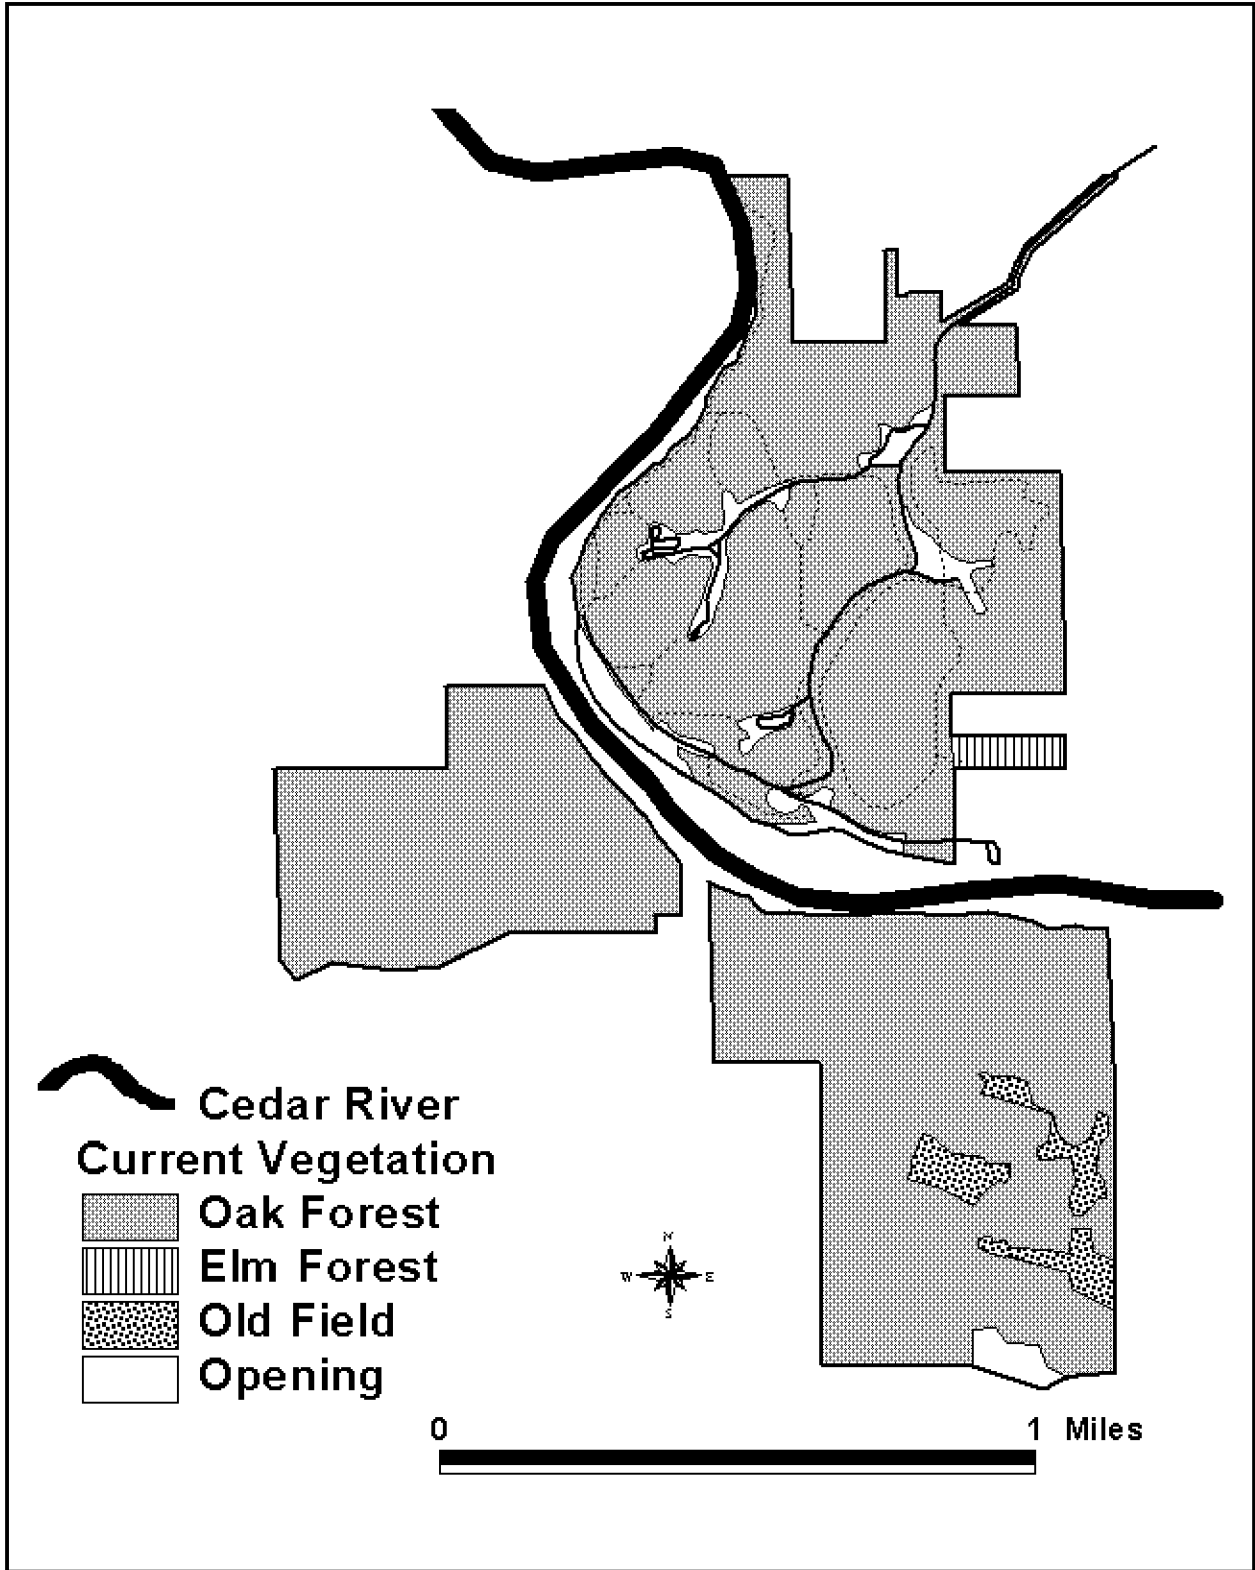 Cedar River
Current Vegetation
Oak Forest
Elm Forest
Old Field
Opening
N
W E
S
0 1 Miles